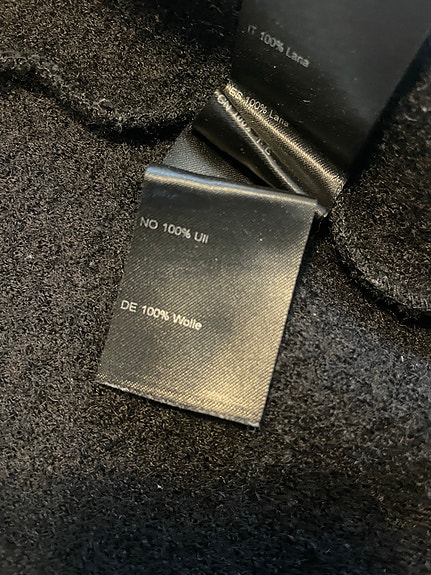 IT 100% Lana
ES 100% Lana
NO 100% Ull
DE 100% Wolle